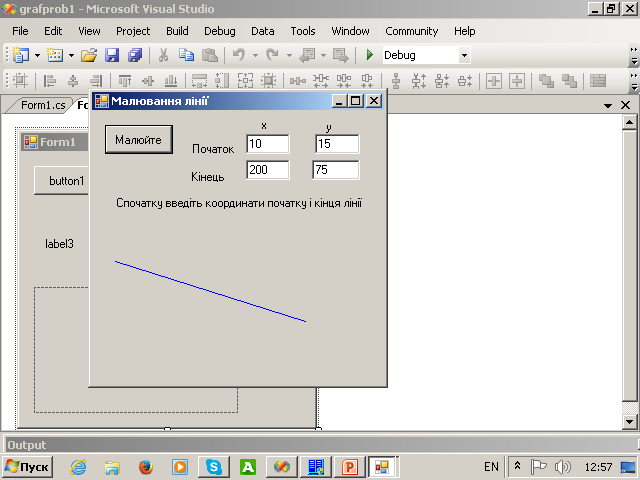 grafprob1 - Microsoft Visual Studio
File Edit View Project Build Debug Data Tools Window Community Help
Debug
Form1.cs Fo
Малювання лінії
Form1
x y
Малюйте
Початок 10 15
button1
Кінець 200 75
Спочатку введіть координати початку і кінця лінії
label3
Output
Пуск EN 12:57